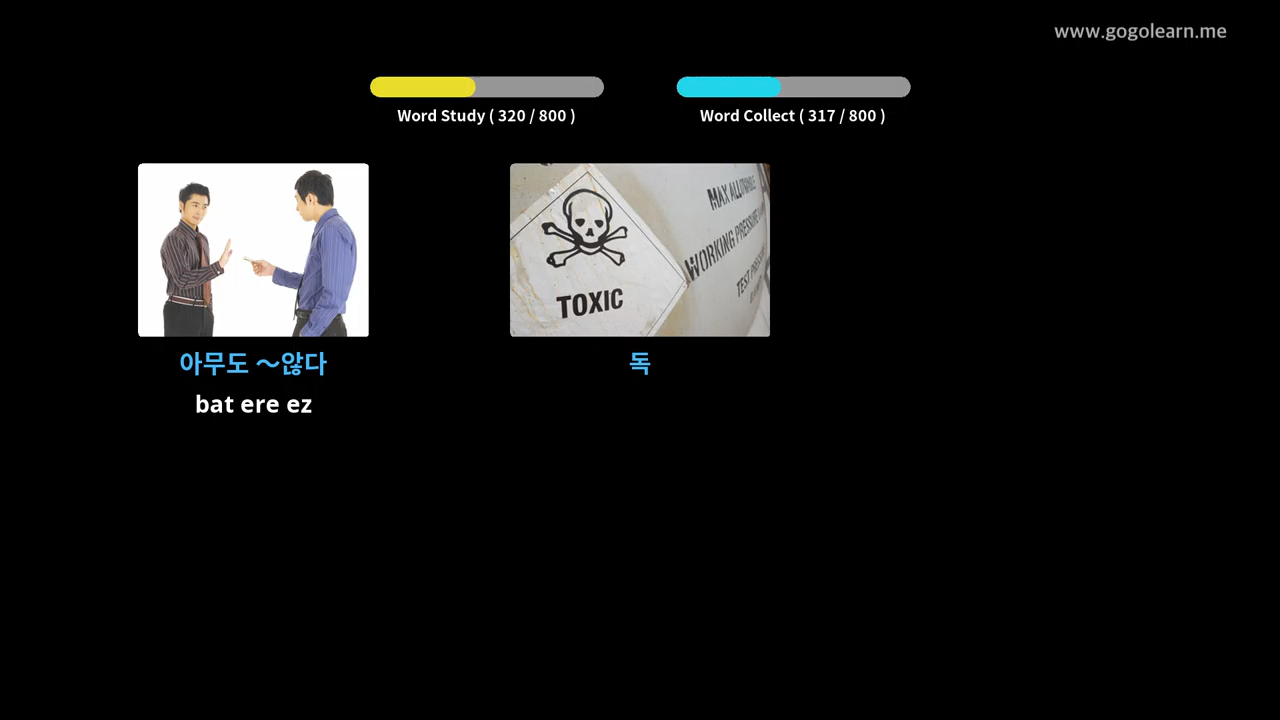 www.gogolearn.me
Word Study ( 320 / 800 )
Word Collect ( 317 / 800 )
TOXIC
WORKING PRESSURE
아무도 ～않다
독
bat ere ez